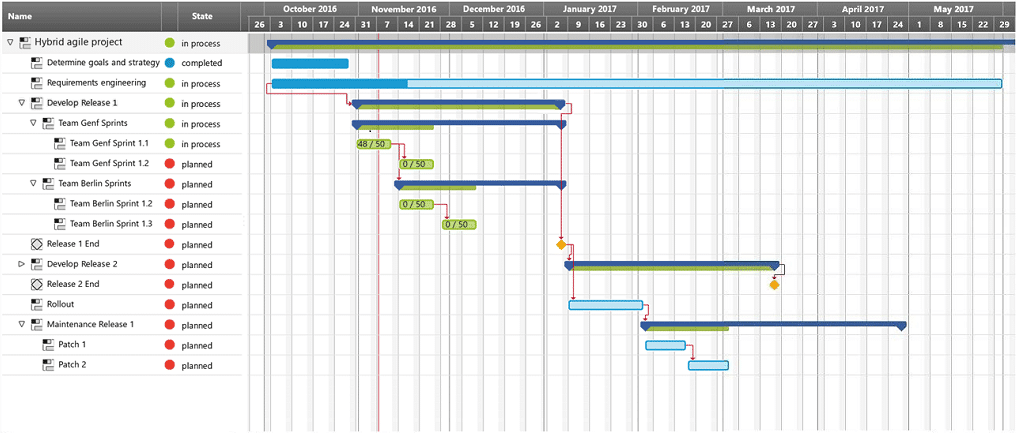 October 2016 November 2016 December 2016 January 2017 February 2017 March 2017 April 2017 May 2017
Name State 26 3 10 17 24 31 7 14 21 28 5 12 19 26 2 9 16 23 30 6 13 20 27 6 13 20 27 3 10 17 24 1 8 15 22 29
Hybrid agile project in process
Determine goals and strategy completed
Requirements engineering in process
Develop Release 1 in process
Team Genf Sprints in process
Team Genf Sprint 1.1 in process 48 / 50
Team Genf Sprint 1.2 planned 0 / 50
Team Berlin Sprints planned
Team Berlin Sprint 1.2 planned 0 / 50
Team Berlin Sprint 1.3 planned 0 / 50
Release 1 End planned
Develop Release 2 planned
Release 2 End planned
Rollout planned
Maintenance Release 1 planned
Patch 1 planned
Patch 2 planned